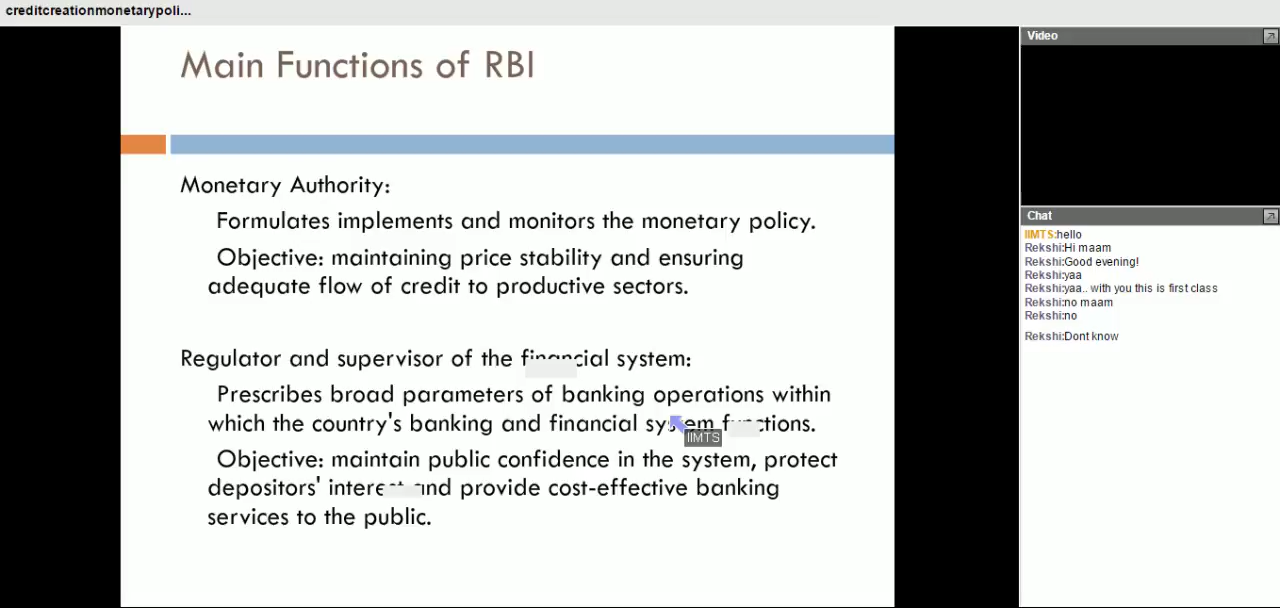 creditcreationmonetarypoli...
Main Functions of RBI
Monetary Authority:
Formulates implements and monitors the monetary policy.
Objective: maintaining price stability and ensuring
adequate flow of credit to productive sectors.
Regulator and supervisor of the financial system:
Prescribes broad parameters of banking operations within
which the country's banking and financial system functions.
IIMTS
Objective: maintain public confidence in the system, protect
depositors' interest and provide cost-effective banking
services to the public.
Video
Chat
IIMTS:hello
Rekshi:Hi maam
Rekshi:Good evening!
Rekshi:yaa
Rekshi:yaa.. with you this is first class
Rekshi:no maam
Rekshi:no
Rekshi:Dont know